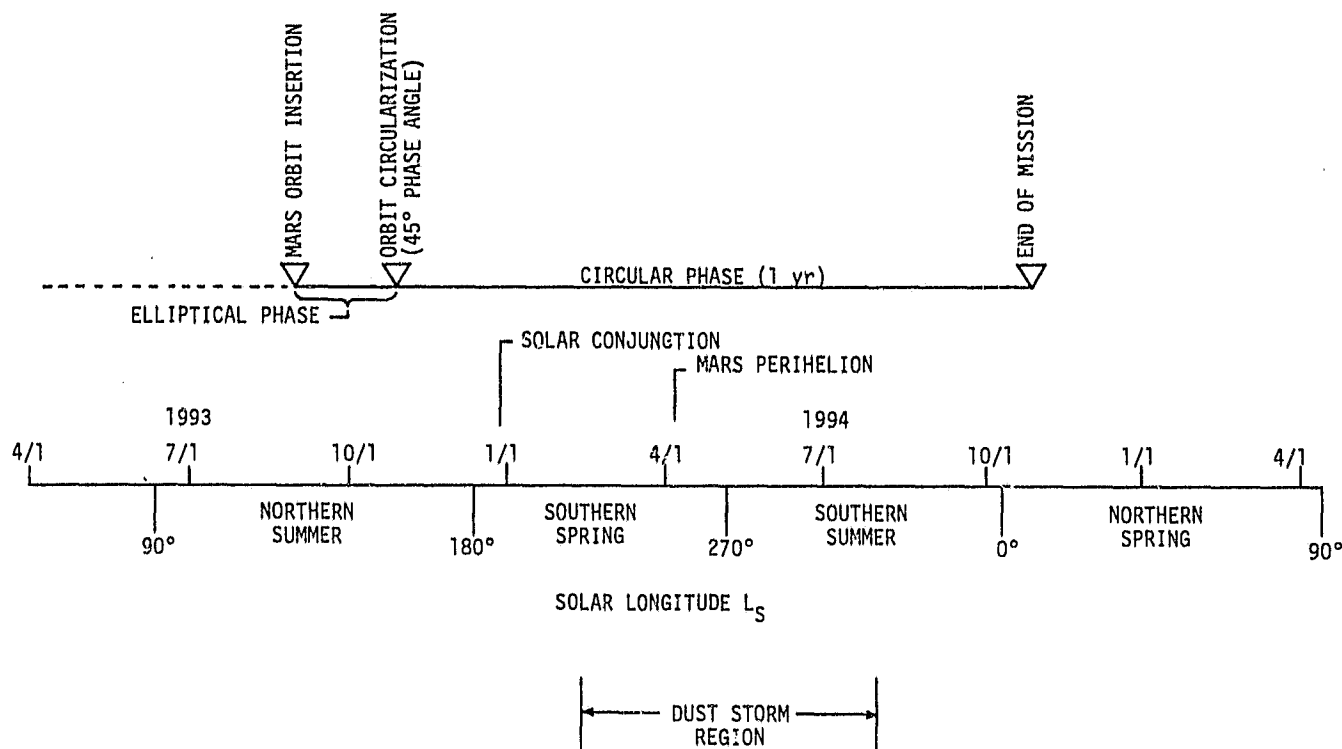 MARS ORBIT INSERTION
ORBIT CIRCULARIZATION
(45° PHASE ANGLE)
END OF MISSION
CIRCULAR PHASE (1 yr)
ELLIPTICAL PHASE
SOLAR CONJUNCTION
MARS PERIHELION
1993
1994
4/1
7/1
10/1
1/1
4/1
7/1
10/1
1/1
4/1
NORTHERN
SUMMER
SOUTHERN
SPRING
SOUTHERN
SUMMER
NORTHERN
SPRING
90°
180°
270°
0°
90°
SOLAR LONGITUDE LS
DUST STORM
REGION